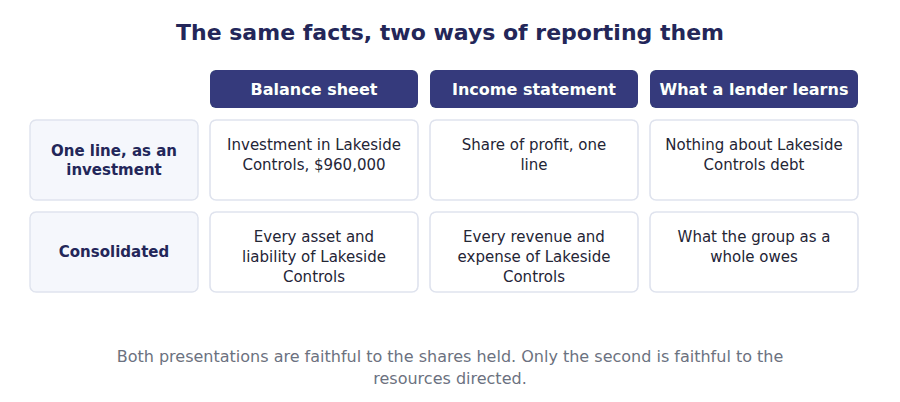 The same facts, two ways of reporting them
Balance sheet
Income statement
What a lender learns
One line, as an
investment
Investment in Lakeside
Controls, $960,000
Share of profit, one
line
Nothing about Lakeside
Controls debt
Consolidated
Every asset and
liability of Lakeside
Controls
Every revenue and
expense of Lakeside
Controls
What the group as a
whole owes
Both presentations are faithful to the shares held. Only the second is faithful to the
resources directed.